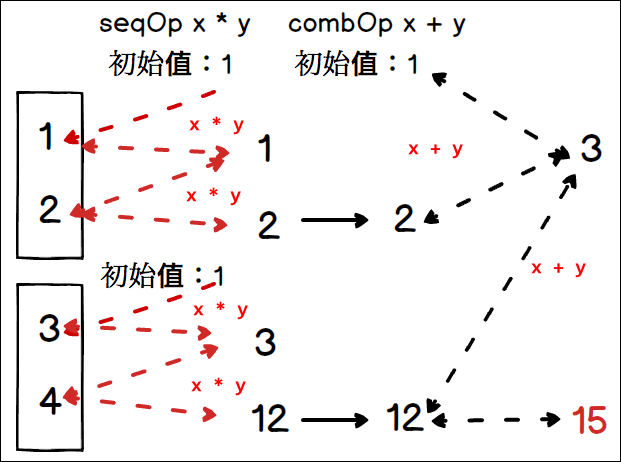 seqOp x * y combOp x + y
初始值：1 初始值：1
1 x * y 1 x + y 3
2 x * y 2 2
初始值：1 x + y
3 x * y 3
4 x * y 12 12 15